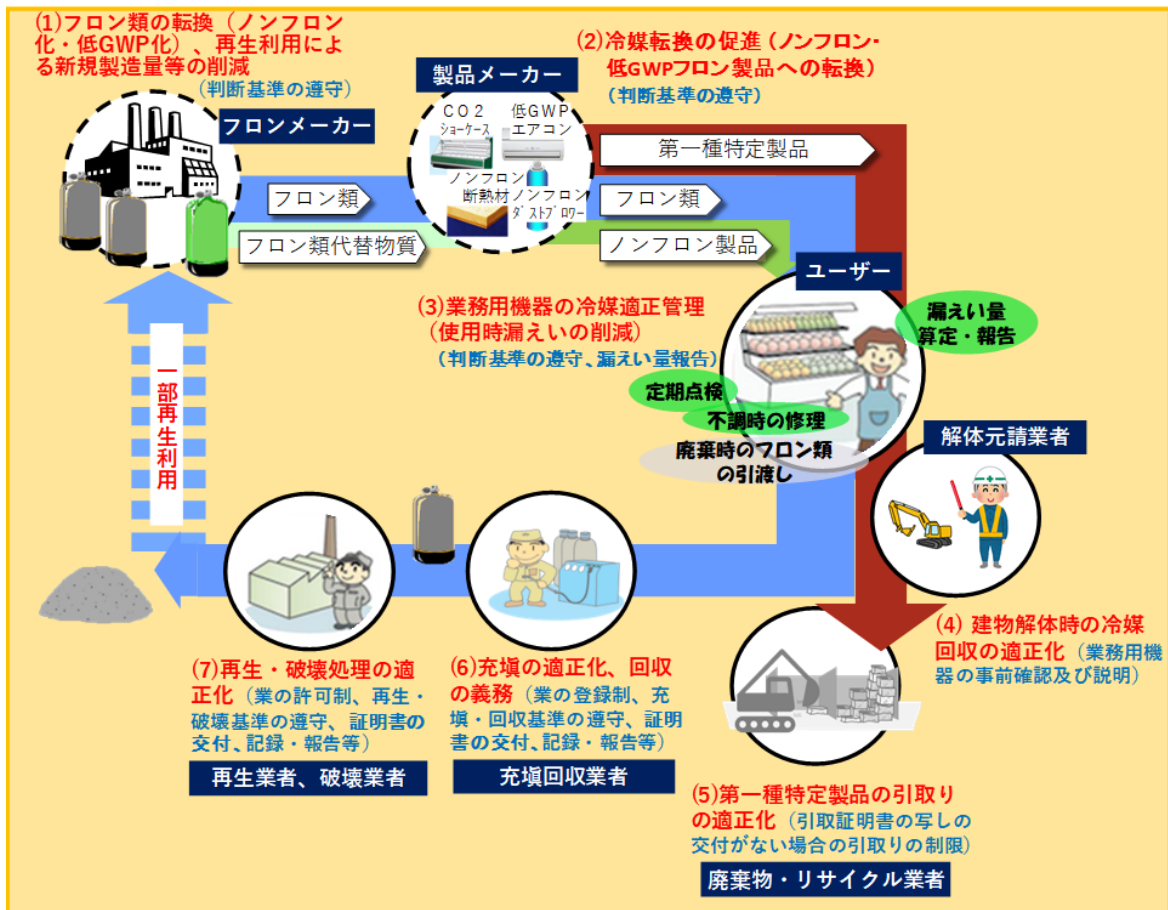 (1)フロン類の転換（ノンフロン
化・低GWP化）、再生利用によ
る新規製造量等の削減
（判断基準の遵守）
フロンメーカー
(2)冷媒転換の促進（ノンフロン・
低GWPフロン製品への転換）
（判断基準の遵守）
製品メーカー
CO2
ショーケース
低GWP
エアコン
ノンフロン
断熱材
ノンフロン
ダストブロワー
フロン類
フロン類代替物質
第一種特定製品
フロン類
ノンフロン製品
ユーザー
(3)業務用機器の冷媒適正管理
（使用時漏えいの削減）
（判断基準の遵守、漏えい量報告）
漏えい量
算定・報告
定期点検
不調時の修理
廃棄時のフロン類
の引渡し
解体元請業者
一部再生利用
(4) 建物解体時の冷媒
回収の適正化（業務用機
器の事前確認及び説明）
(7)再生・破壊処理の適
正化（業の許可制、再生・
破壊基準の遵守、証明書の
交付、記録・報告等）
再生業者、破壊業者
(6)充塡の適正化、回収
の義務（業の登録制、充
塡・回収基準の遵守、証明
書の交付、記録・報告等）
充塡回収業者
(5)第一種特定製品の引取り
の適正化（引取証明書の写しの
交付がない場合の引取りの制限）
廃棄物・リサイクル業者